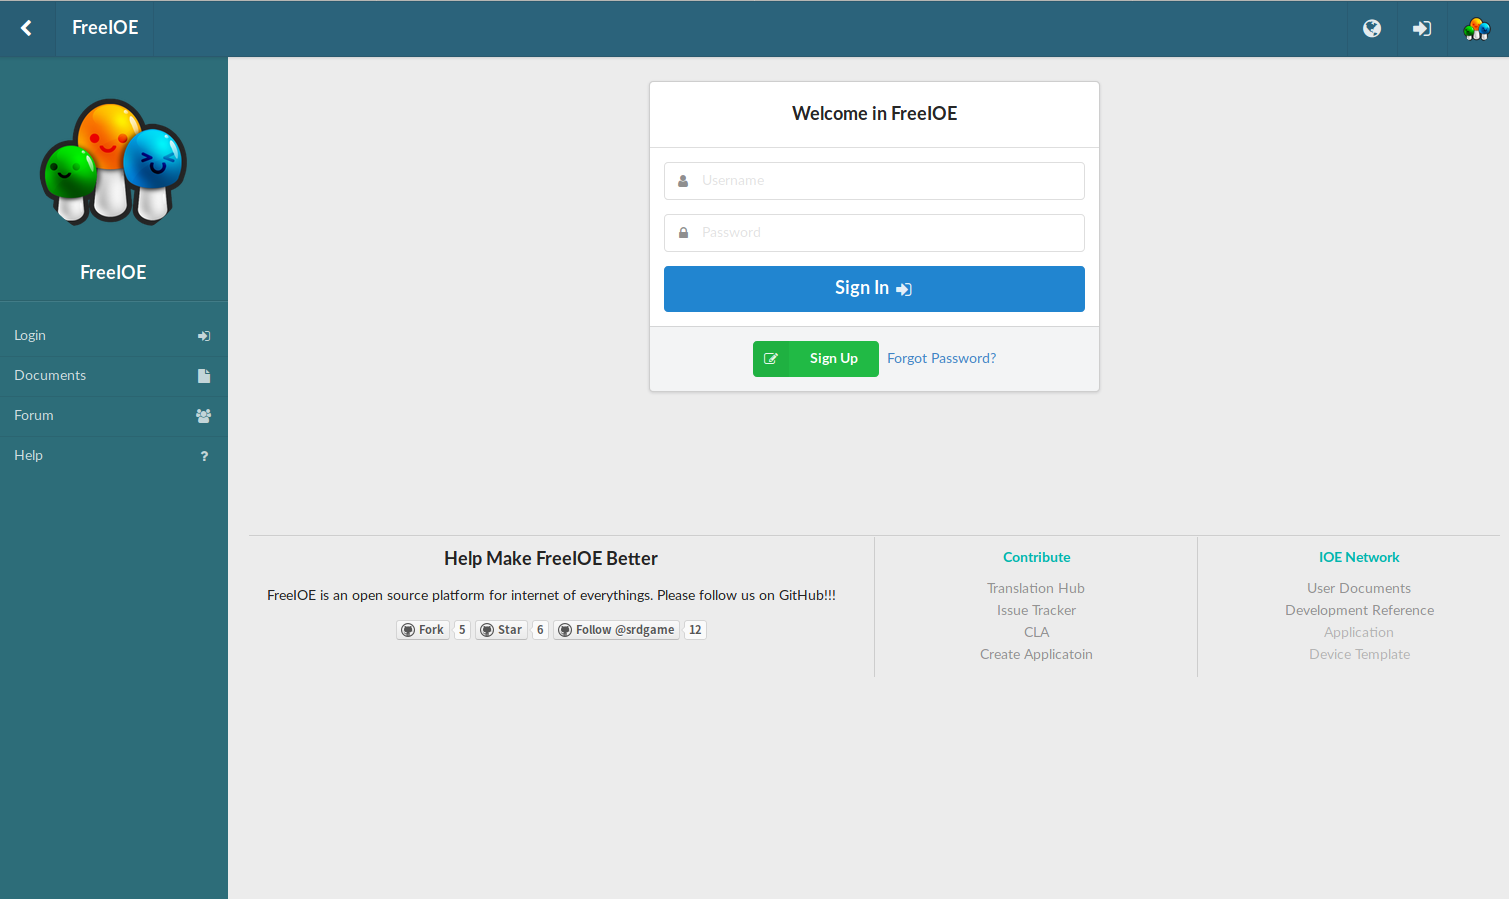 FreeIOE
FreeIOE
Login
Documents
Forum
Help
?
Welcome in FreeIOE
Username
Password
Sign In
Sign Up
Forgot Password?
Help Make FreeIOE Better
FreeIOE is an open source platform for internet of everythings. Please follow us on GitHub!!!
Fork 5 Star 6 Follow @srdgame 12
Contribute
Translation Hub
Issue Tracker
CLA
Create Applicatoin
IOE Network
User Documents
Development Reference
Application
Device Template